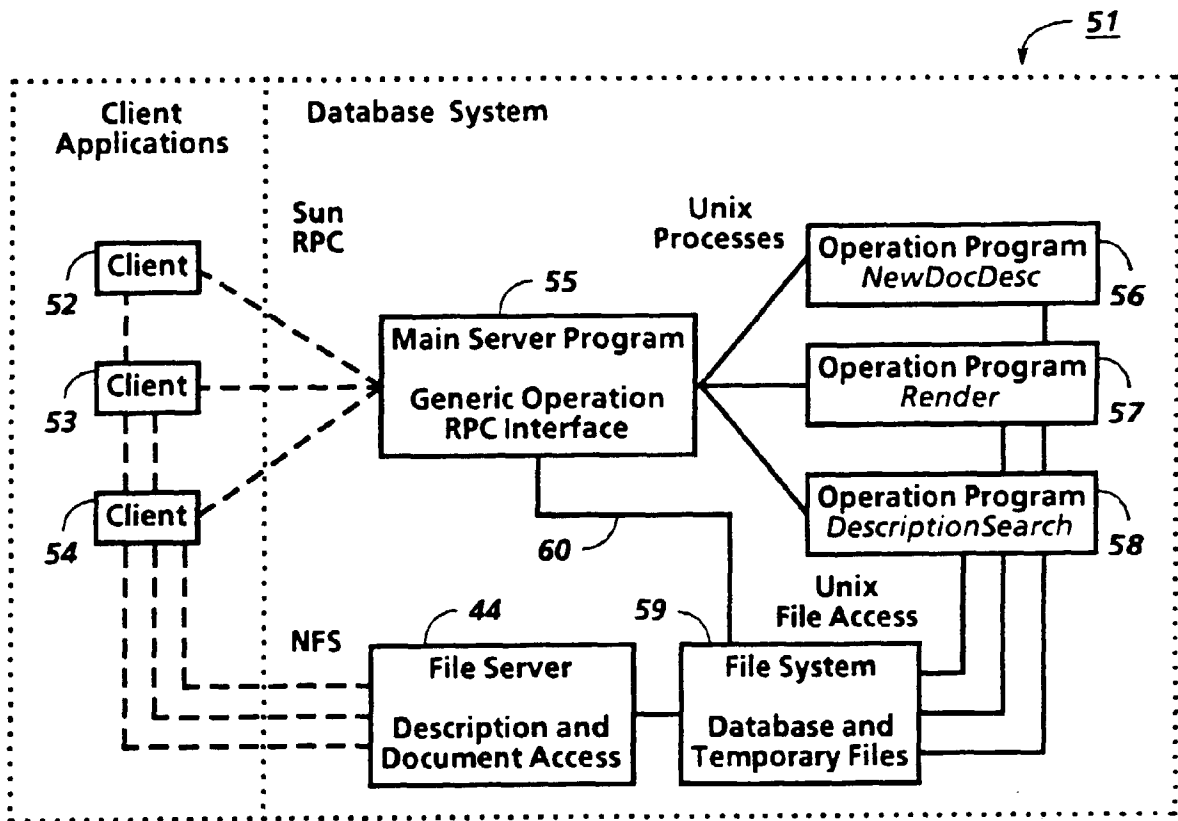 51
Client
Applications
Database System
Sun
RPC
Unix
Processes
Client
52
Client
53
Client
54
55
Main Server Program
Generic Operation
RPC Interface
Operation Program
NewDocDesc
56
Operation Program
Render
57
Operation Program
DescriptionSearch
58
60
Unix
File Access
NFS
44
File Server
Description and
Document Access
59
File System
Database and
Temporary Files